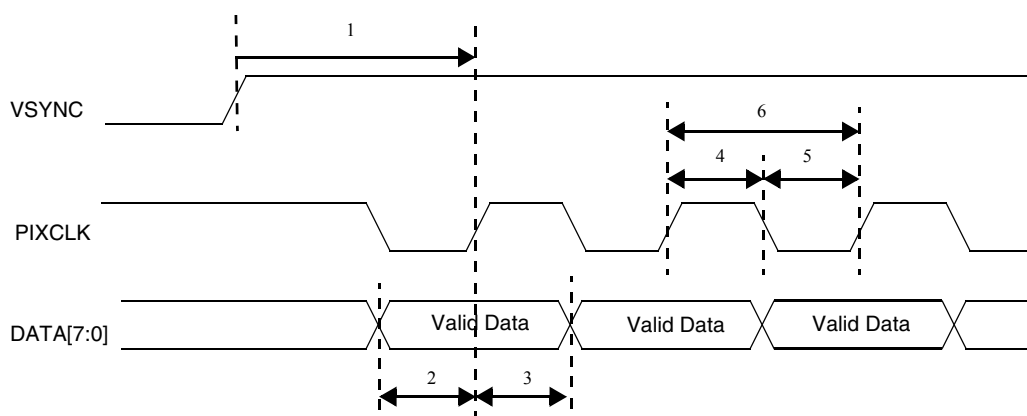 1
VSYNC
6
4 5
PIXCLK
DATA[7:0] Valid Data Valid Data Valid Data
2 3